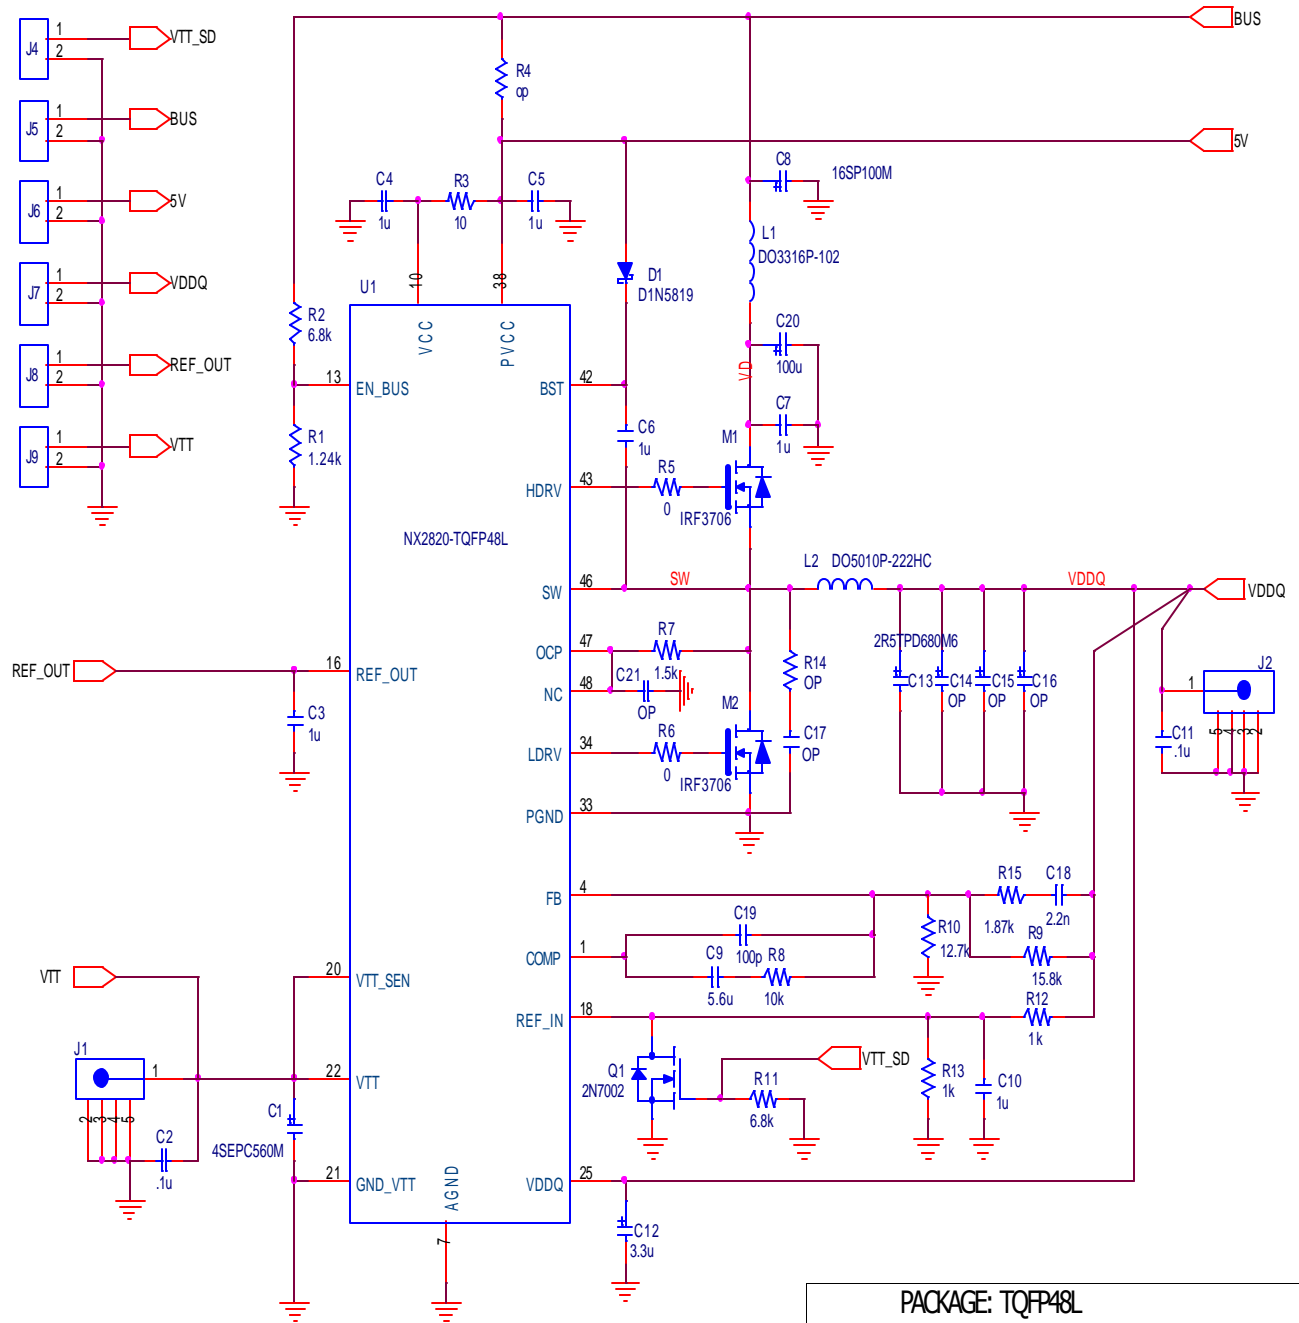 J4
1
2
VTT_SD
J5
1
2
BUS
J6
1
2
5V
J7
1
2
VDDQ
J8
1
2
REF_OUT
J9
1
2
VTT
BUS
R4
op
5V
C4
1u
R3
10
C5
1u
C8
16SP100M
L1
DO3316P-102
D1
D1N5819
U1
10
38
VCC
PVCC
R2
6.8k
C20
100u
VD
13
EN_BUS
BST
42
R1
1.24k
C6
1u
C7
1u
M1
HDRV
43
R5
0
IRF3706
NX2820-TQFP48L
SW
46
SW
L2
DO5010P-222HC
VDDQ
VDDQ
OCP
47
R7
1.5k
2R5TPD680M6
R14
OP
C13
C14
OP
C15
OP
C16
OP
REF_OUT
16
REF_OUT
NC
48
C21
OP
J2
1
5
4
3
2
C3
1u
M2
LDRV
34
R6
0
IRF3706
C17
OP
C11
.1u
PGND
33
FB
4
R15
1.87k
C18
2.2n
C19
100p
R10
12.7k
R9
15.8k
COMP
1
C9
5.6u
R8
10k
VTT
20
VTT_SEN
REF_IN
18
R12
1k
J1
1
2
3
4
5
22
VTT
Q1
2N7002
VTT_SD
R11
6.8k
R13
1k
C10
1u
C1
4SEPC560M
C2
.1u
21
GND_VTT
AGND
7
VDDQ
25
C12
3.3u
PACKAGE: TQFP48L